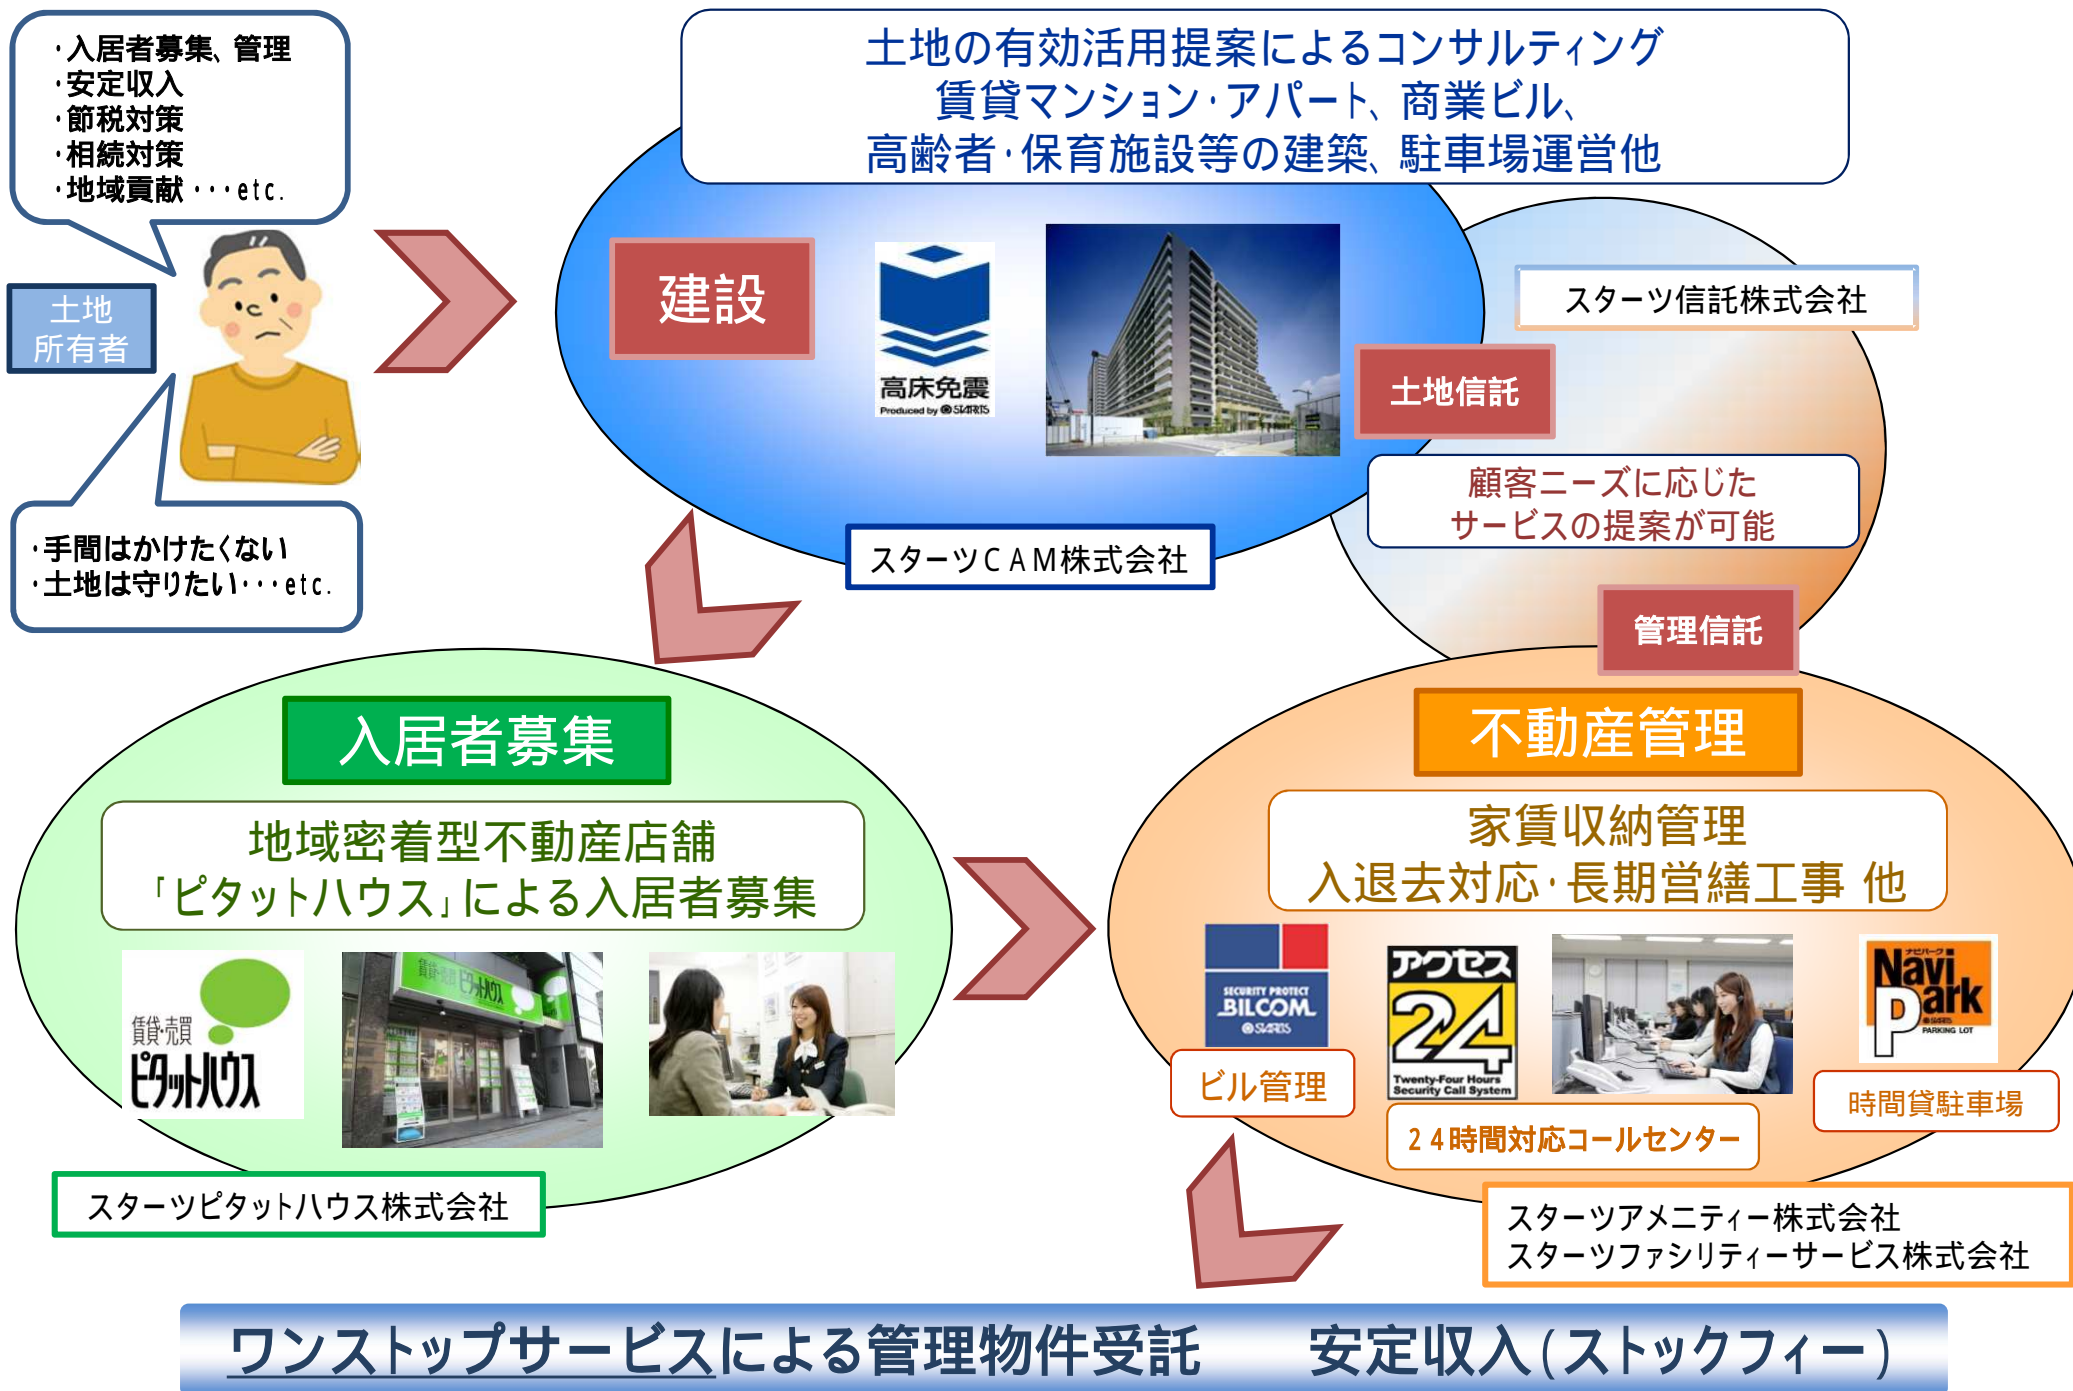 ・入居者募集、管理
・安定収入
・節税対策
・相続対策
・地域貢献・・・etc.
土地
所有者
・手間はかけたくない
・土地は守りたい・・・etc.
土地の有効活用提案によるコンサルティング
賃貸マンション・アパート、商業ビル、
高齢者・保育施設等の建築、駐車場運営他
建設
高床免震
Produced by STARTS
スターツCAM株式会社
スターツ信託株式会社
土地信託
顧客ニーズに応じた
サービスの提案が可能
管理信託
入居者募集
地域密着型不動産店舗
「ピタットハウス」による入居者募集
賃貸・売買
ピタットハウス
賃貸・売買 ピタットハウス
スターツピタットハウス株式会社
不動産管理
家賃収納管理
入退去対応・長期営繕工事 他
SECURITY PROTECT
BILCOM
STARTS
ビル管理
アクセス
24
Twenty-Four Hours
Security Call System
24時間対応コールセンター
ナビパーク
Navi
Park
STARTS
PARKING LOT
時間貸駐車場
スターツアメニティー株式会社
スターツファシリティーサービス株式会社
ワンストップサービスによる管理物件受託 安定収入(ストックフィー)